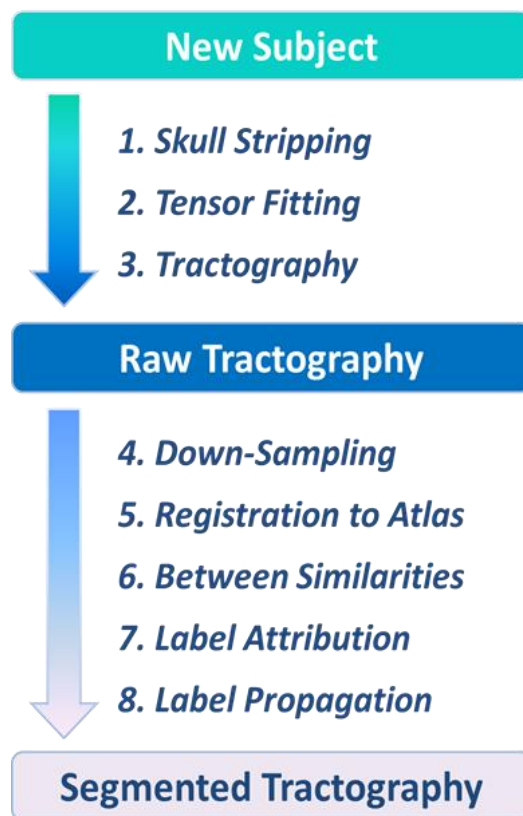 New Subject
1. Skull Stripping
2. Tensor Fitting
3. Tractography
Raw Tractography
4. Down-Sampling
5. Registration to Atlas
6. Between Similarities
7. Label Attribution
8. Label Propagation
Segmented Tractography